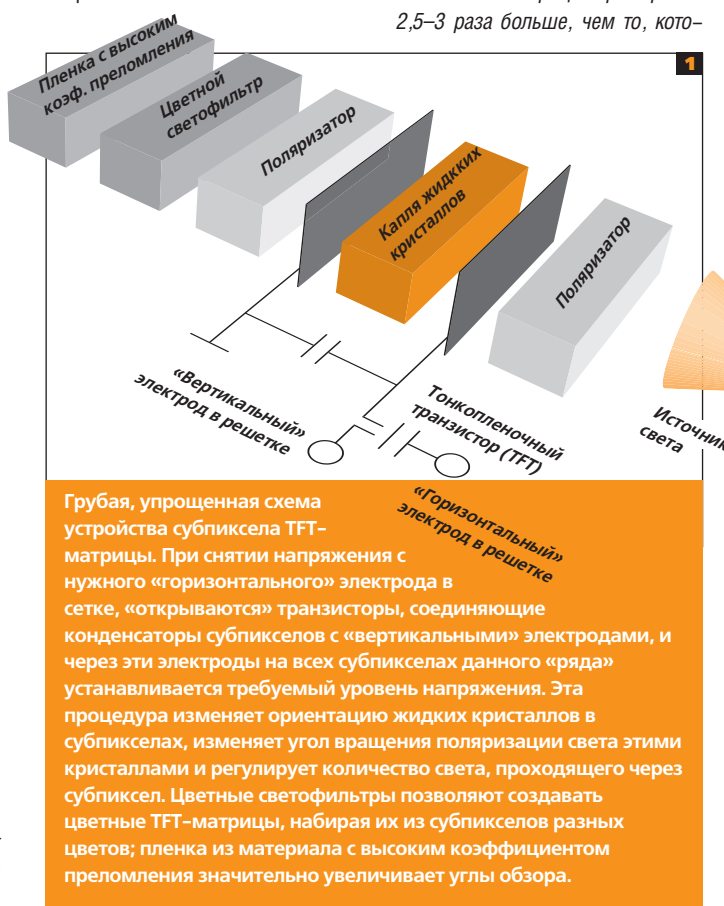 2,5–3 раза больше, чем то, кото-
1
Пленка с высоким
коэф. преломления
Цветной
светофильтр
Поляризатор
Капля жидкких
кристаллов
Поляризатор
«Вертикальный»
электрод в решетке
Тонкопленочный
транзистор (TFT)
Источник
света
«Горизонтальный»
электрод в решетке
Грубая, упрощенная схема
устройства субпиксела TFT-
матрицы. При снятии напряжения с
нужного «горизонтального» электрода в
сетке, «открываются» транзисторы, соединяющие
конденсаторы субпикселов с «вертикальными» электродами, и
через эти электроды на всех субпикселах данного «ряда»
устанавливается требуемый уровень напряжения. Эта
процедура изменяет ориентацию жидких кристаллов в
субпикселах, изменяет угол вращения поляризации света этими
кристаллами и регулирует количество света, проходящего через
субпиксел. Цветные светофильтры позволяют создавать
цветные TFT-матрицы, набирая их из субпикселов разных
цветов; пленка из материала с высоким коэффициентом
преломления значительно увеличивает углы обзора.